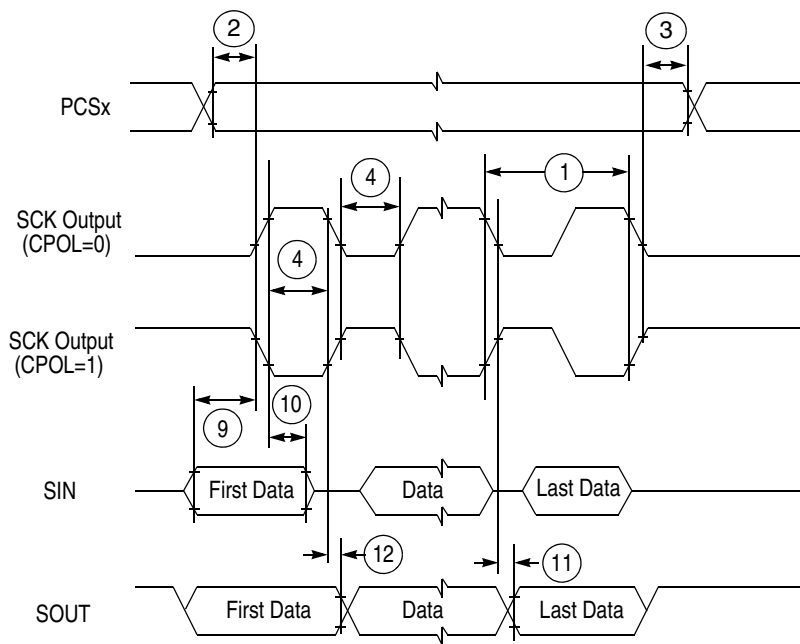 2
3
PCSx
1
4
SCK Output
(CPOL=0)
4
SCK Output
(CPOL=1)
10
9
SIN
First Data
Data
Last Data
12
11
SOUT
First Data
Data
Last Data